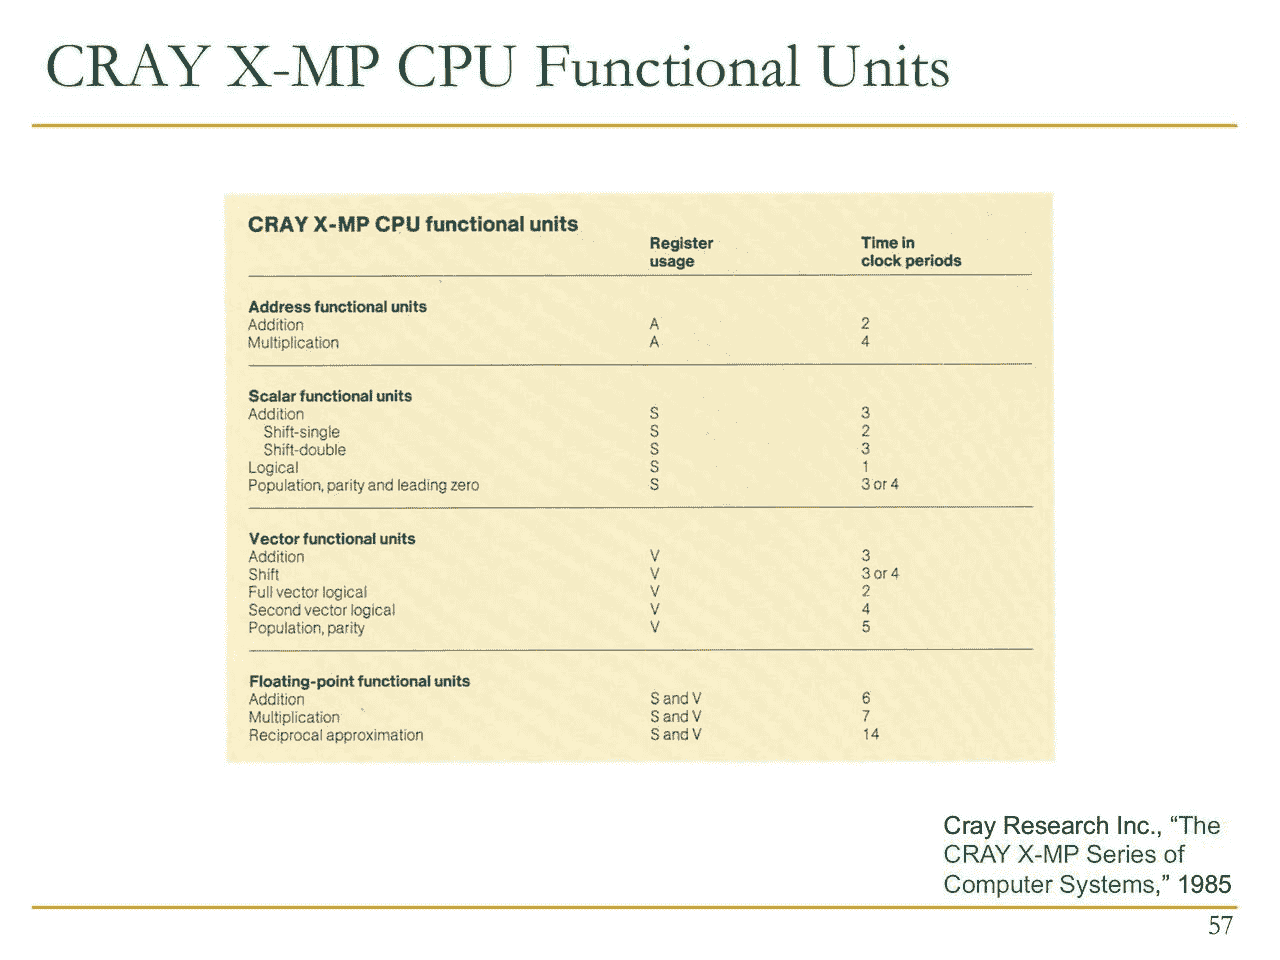 CRAY X-MP CPU Functional Units
CRAY X-MP CPU functional units
Register usage
Time in clock periods
Address functional units
Addition A 2
Multiplication A 4
Scalar functional units
Addition S 3
Shift-single S 2
Shift-double S 3
Logical S 1
Population, parity and leading zero S 3 or 4
Vector functional units
Addition V 3
Shift V 3 or 4
Full vector logical V 2
Second vector logical V 4
Population, parity V 5
Floating-point functional units
Addition S and V 6
Multiplication S and V 7
Reciprocal approximation S and V 14
Cray Research Inc., “The
CRAY X-MP Series of
Computer Systems,” 1985
57